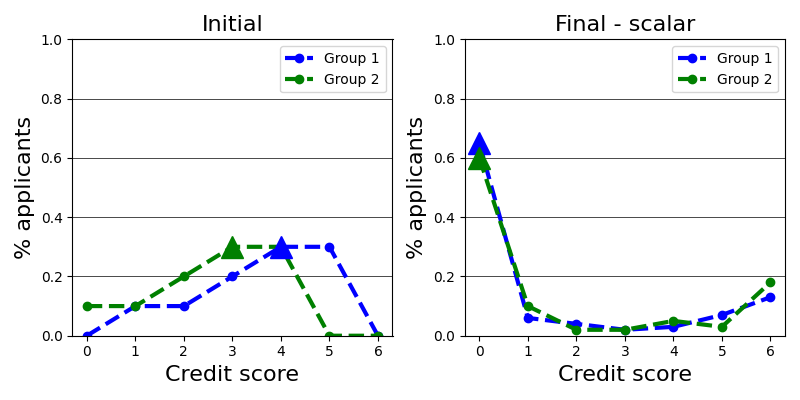 Initial
Final - scalar
1.0
0.8
0.6
0.4
0.2
0.0
% applicants
Group 1
Group 2
0 1 2 3 4 5 6
Credit score
1.0
0.8
0.6
0.4
0.2
0.0
% applicants
Group 1
Group 2
0 1 2 3 4 5 6
Credit score